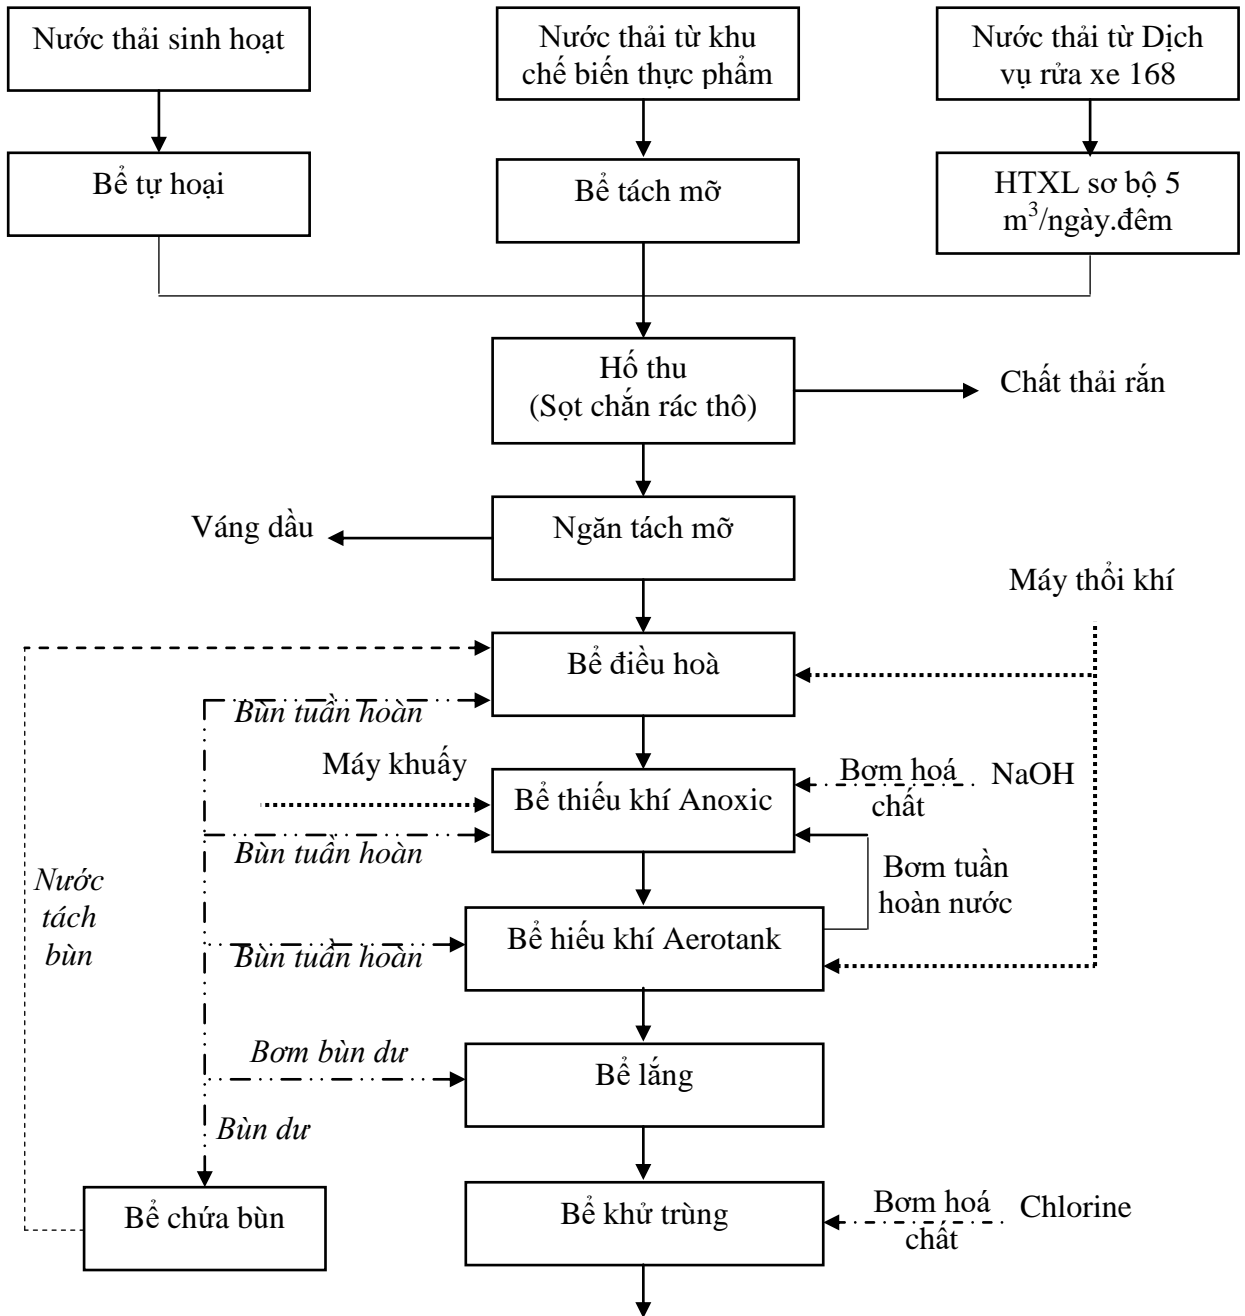 Nước thải sinh hoạt
Nước thải từ khu
chế biến thực phẩm
Nước thải từ Dịch
vụ rửa xe 168
Bể tự hoại
Bể tách mỡ
HTXL sơ bộ 5
m³/ngày.đêm
Hố thu
(Sọt chắn rác thô)
Chất thải rắn
Váng dầu
Ngăn tách mỡ
Máy thổi khí
Bể điều hoà
Bùn tuần hoàn
Máy khuấy
Bể thiếu khí Anoxic
Bơm hoá
chất
NaOH
Bùn tuần hoàn
Nước
tách
bùn
Bơm tuần
hoàn nước
Bể hiếu khí Aerotank
Bùn tuần hoàn
Bơm bùn dư
Bể lắng
Bùn dư
Bể chứa bùn
Bể khử trùng
Bơm hoá
chất
Chlorine